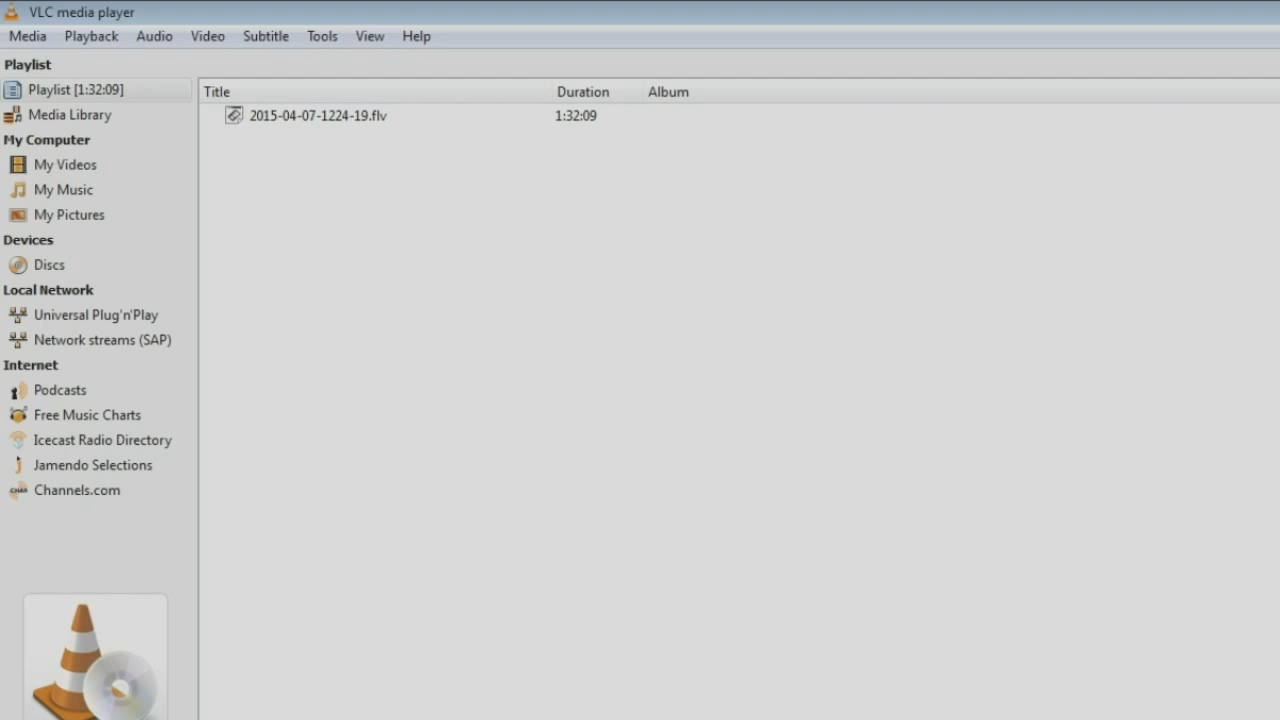 VLC media player
Media Playback Audio Video Subtitle Tools View Help
Playlist
Playlist [1:32:09]
Media Library
My Computer
My Videos
My Music
My Pictures
Devices
Discs
Local Network
Universal Plug'n'Play
Network streams (SAP)
Internet
Podcasts
Free Music Charts
Icecast Radio Directory
Jamendo Selections
Channels.com
Title Duration Album
2015-04-07-1224-19.flv 1:32:09